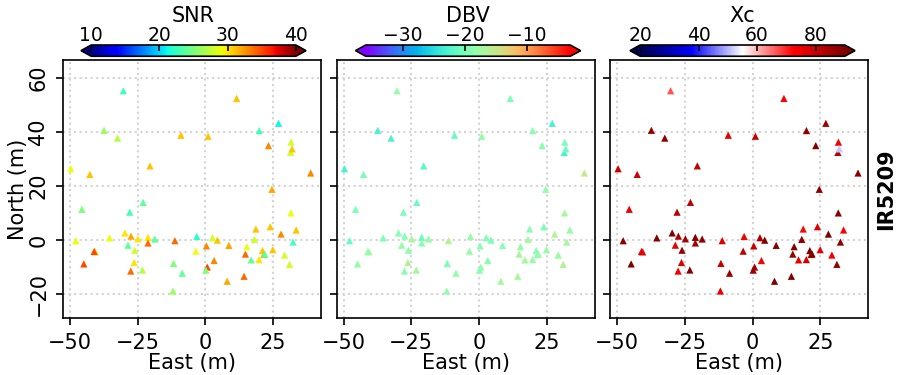 SNR DBV Xc
10 20 30 40 −30 −20 −10 20 40 60 80
60
40
20
0
−20
North (m)
IR5209
−50 −25 0 25 −50 −25 0 25 −50 −25 0 25
East (m) East (m) East (m)